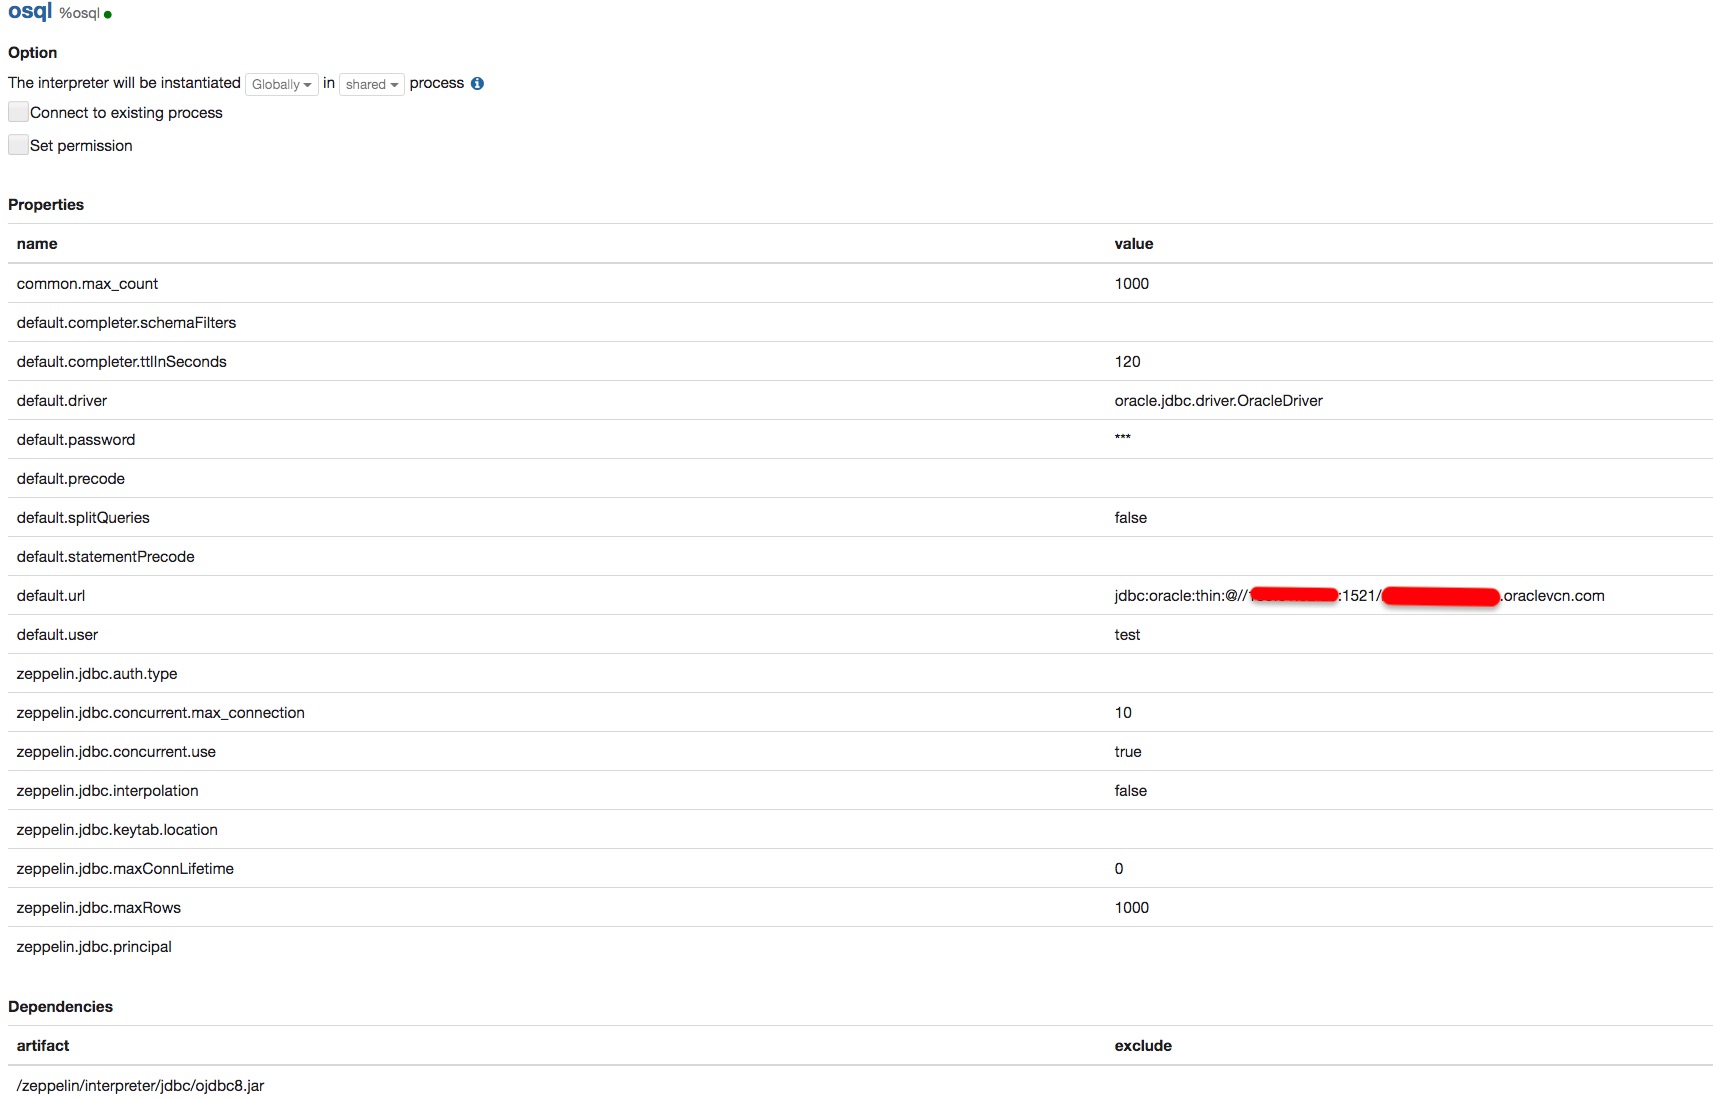 osql %osql
Option
The interpreter will be instantiated Globally in shared process
Connect to existing process
Set permission
Properties
name value
common.max_count 1000
default.completer.schemaFilters
default.completer.ttlInSeconds 120
default.driver oracle.jdbc.driver.OracleDriver
default.password ***
default.precode
default.splitQueries false
default.statementPrecode
default.url jdbc:oracle:thin:@// :1521/ .oraclevcn.com
default.user test
zeppelin.jdbc.auth.type
zeppelin.jdbc.concurrent.max_connection 10
zeppelin.jdbc.concurrent.use true
zeppelin.jdbc.interpolation false
zeppelin.jdbc.keytab.location
zeppelin.jdbc.maxConnLifetime 0
zeppelin.jdbc.maxRows 1000
zeppelin.jdbc.principal
Dependencies
artifact exclude
/zeppelin/interpreter/jdbc/ojdbc8.jar